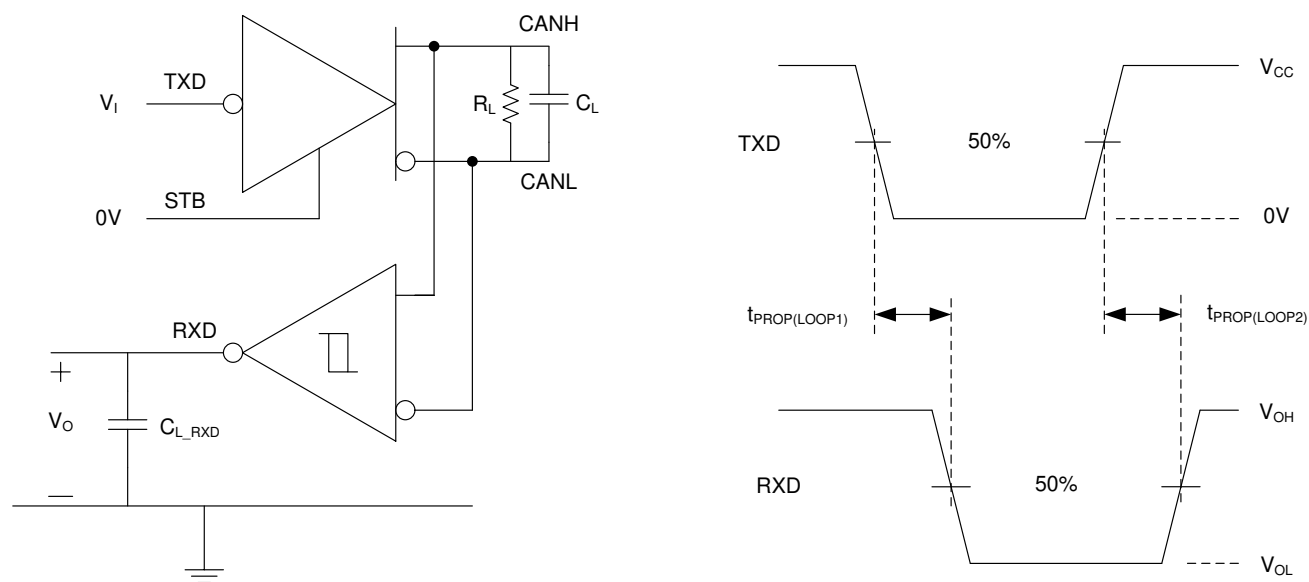 CANH
TXD
V_I
R_L
C_L
CANL
STB
0V
RXD
+
V_O
C_L_RXD
—
V_CC
TXD
50%
0V
t_PROP(LOOP1)
t_PROP(LOOP2)
V_OH
RXD
50%
V_OL